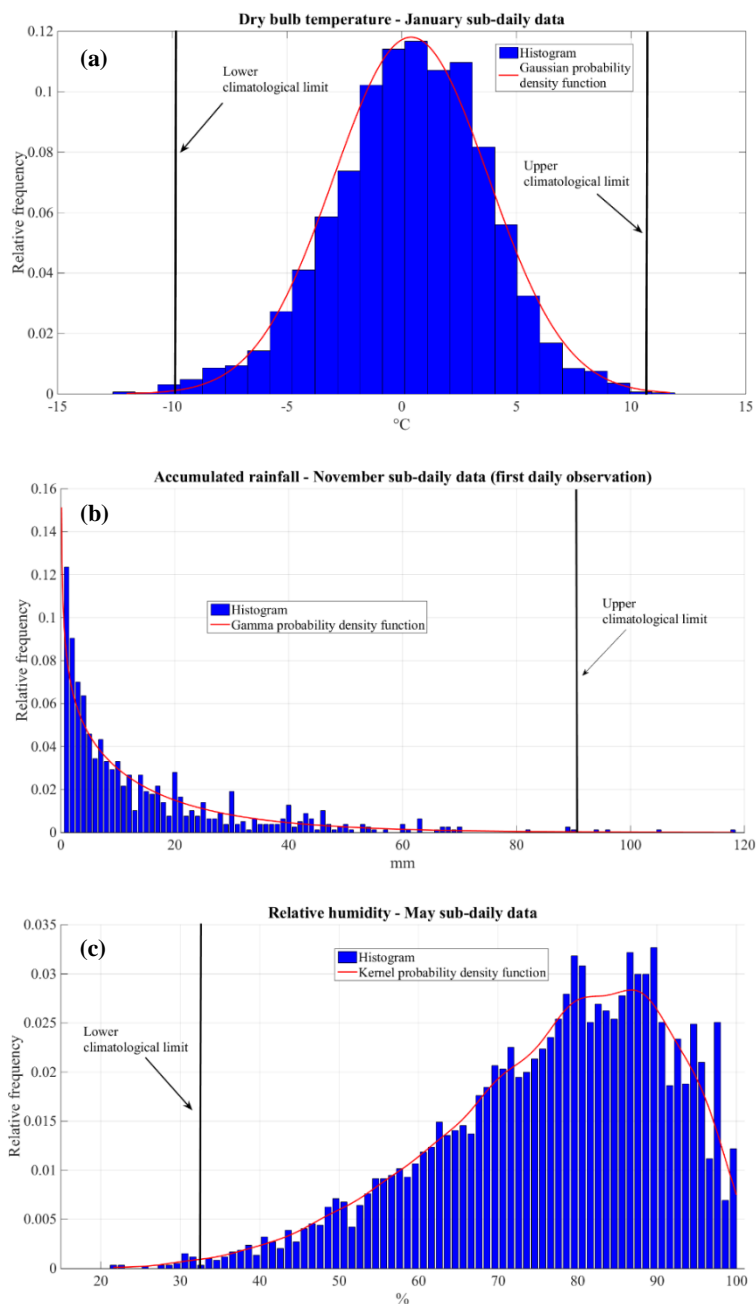 Dry bulb temperature - January sub-daily data
(a)
0.12
0.1
0.08
0.06
0.04
0.02
0
Relative frequency
Lower
climatological limit
Histogram
Gaussian probability
density function
Upper
climatological limit
-15
-10
-5
0
5
10
15
°C
Accumulated rainfall - November sub-daily data (first daily observation)
(b)
0.16
0.14
0.12
0.1
0.08
0.06
0.04
0.02
0
Relative frequency
Histogram
Gamma probability density function
Upper
climatological limit
0
20
40
60
80
100
120
mm
Relative humidity - May sub-daily data
(c)
0.035
0.03
0.025
0.02
0.015
0.01
0.005
0
Relative frequency
Histogram
Kernel probability density function
Lower
climatological limit
20
30
40
50
60
70
80
90
100
%